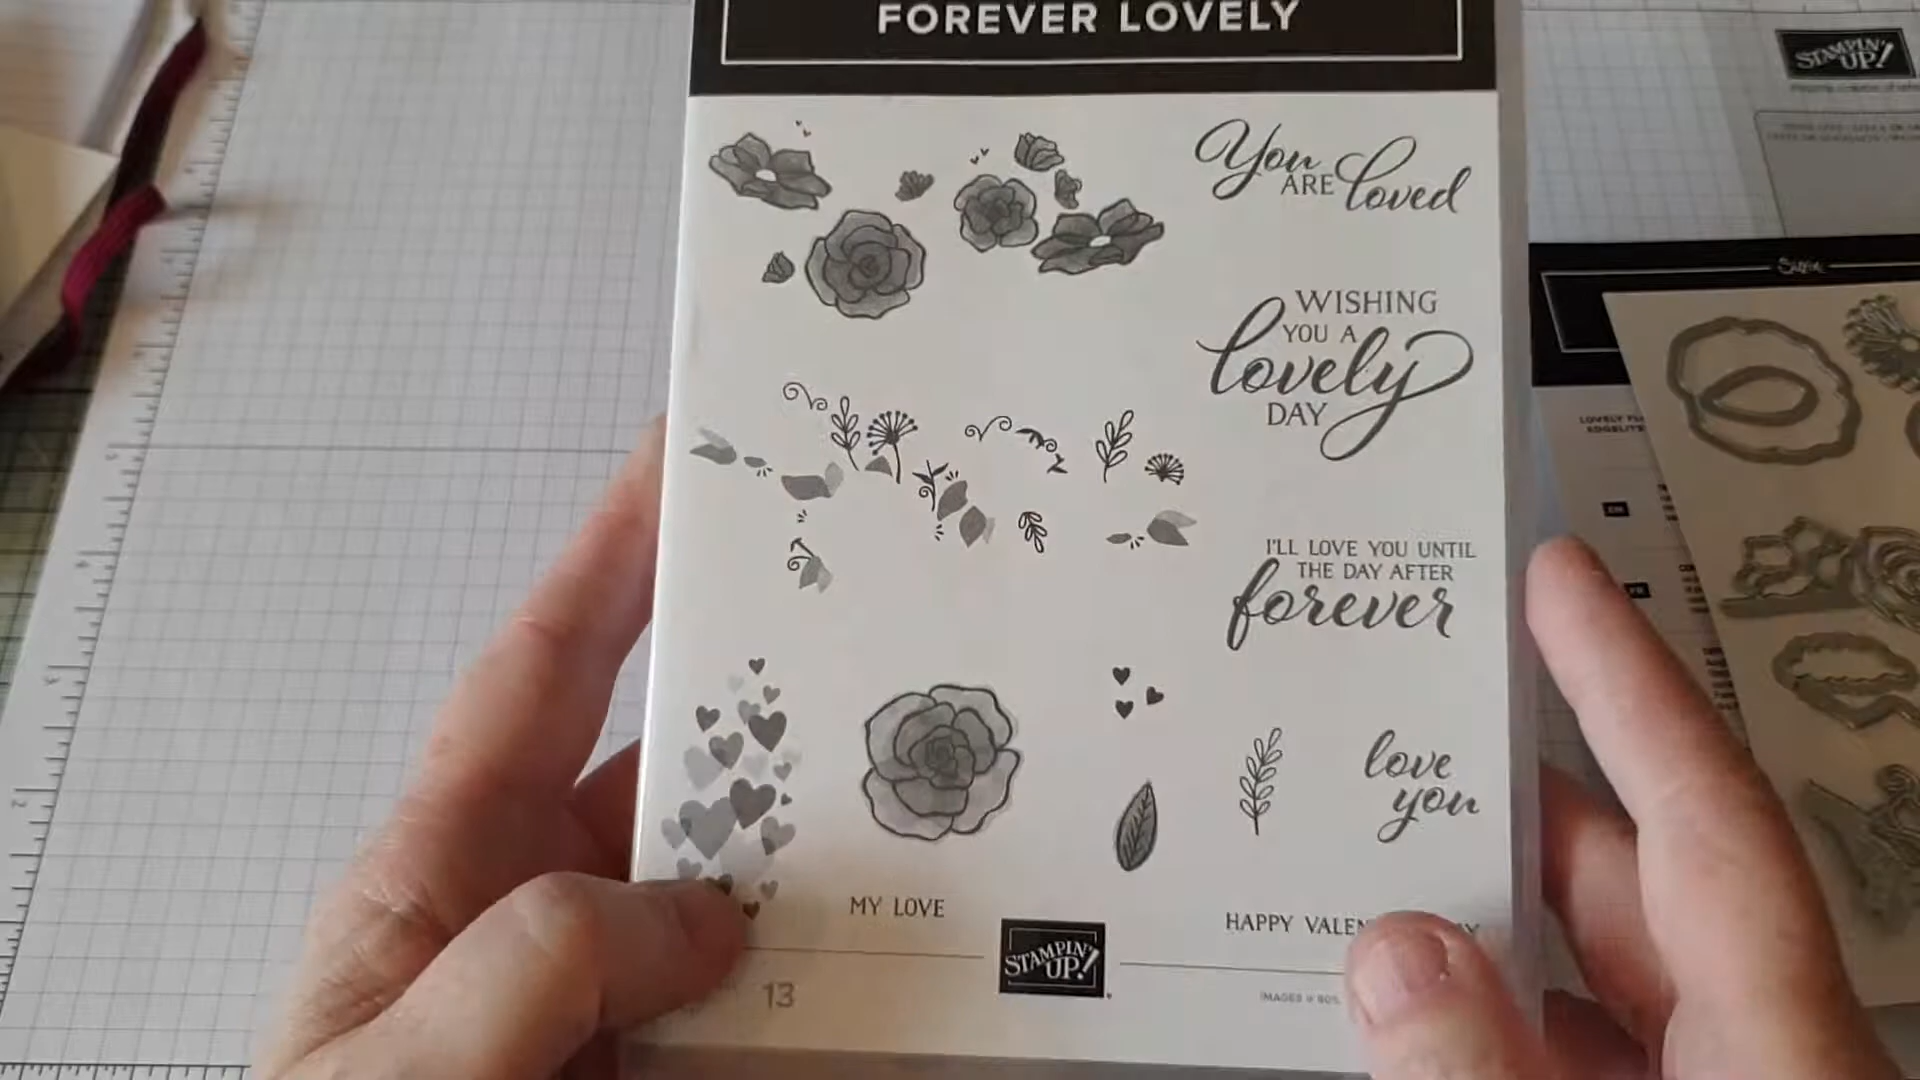 FOREVER LOVELY
You
ARE loved
WISHING
YOU A
lovely
DAY
I'LL LOVE YOU UNTIL
THE DAY AFTER
forever
love
you
MY LOVE
HAPPY
STAMPIN'
UP!
13
IMAGES
STAMPIN'
UP!